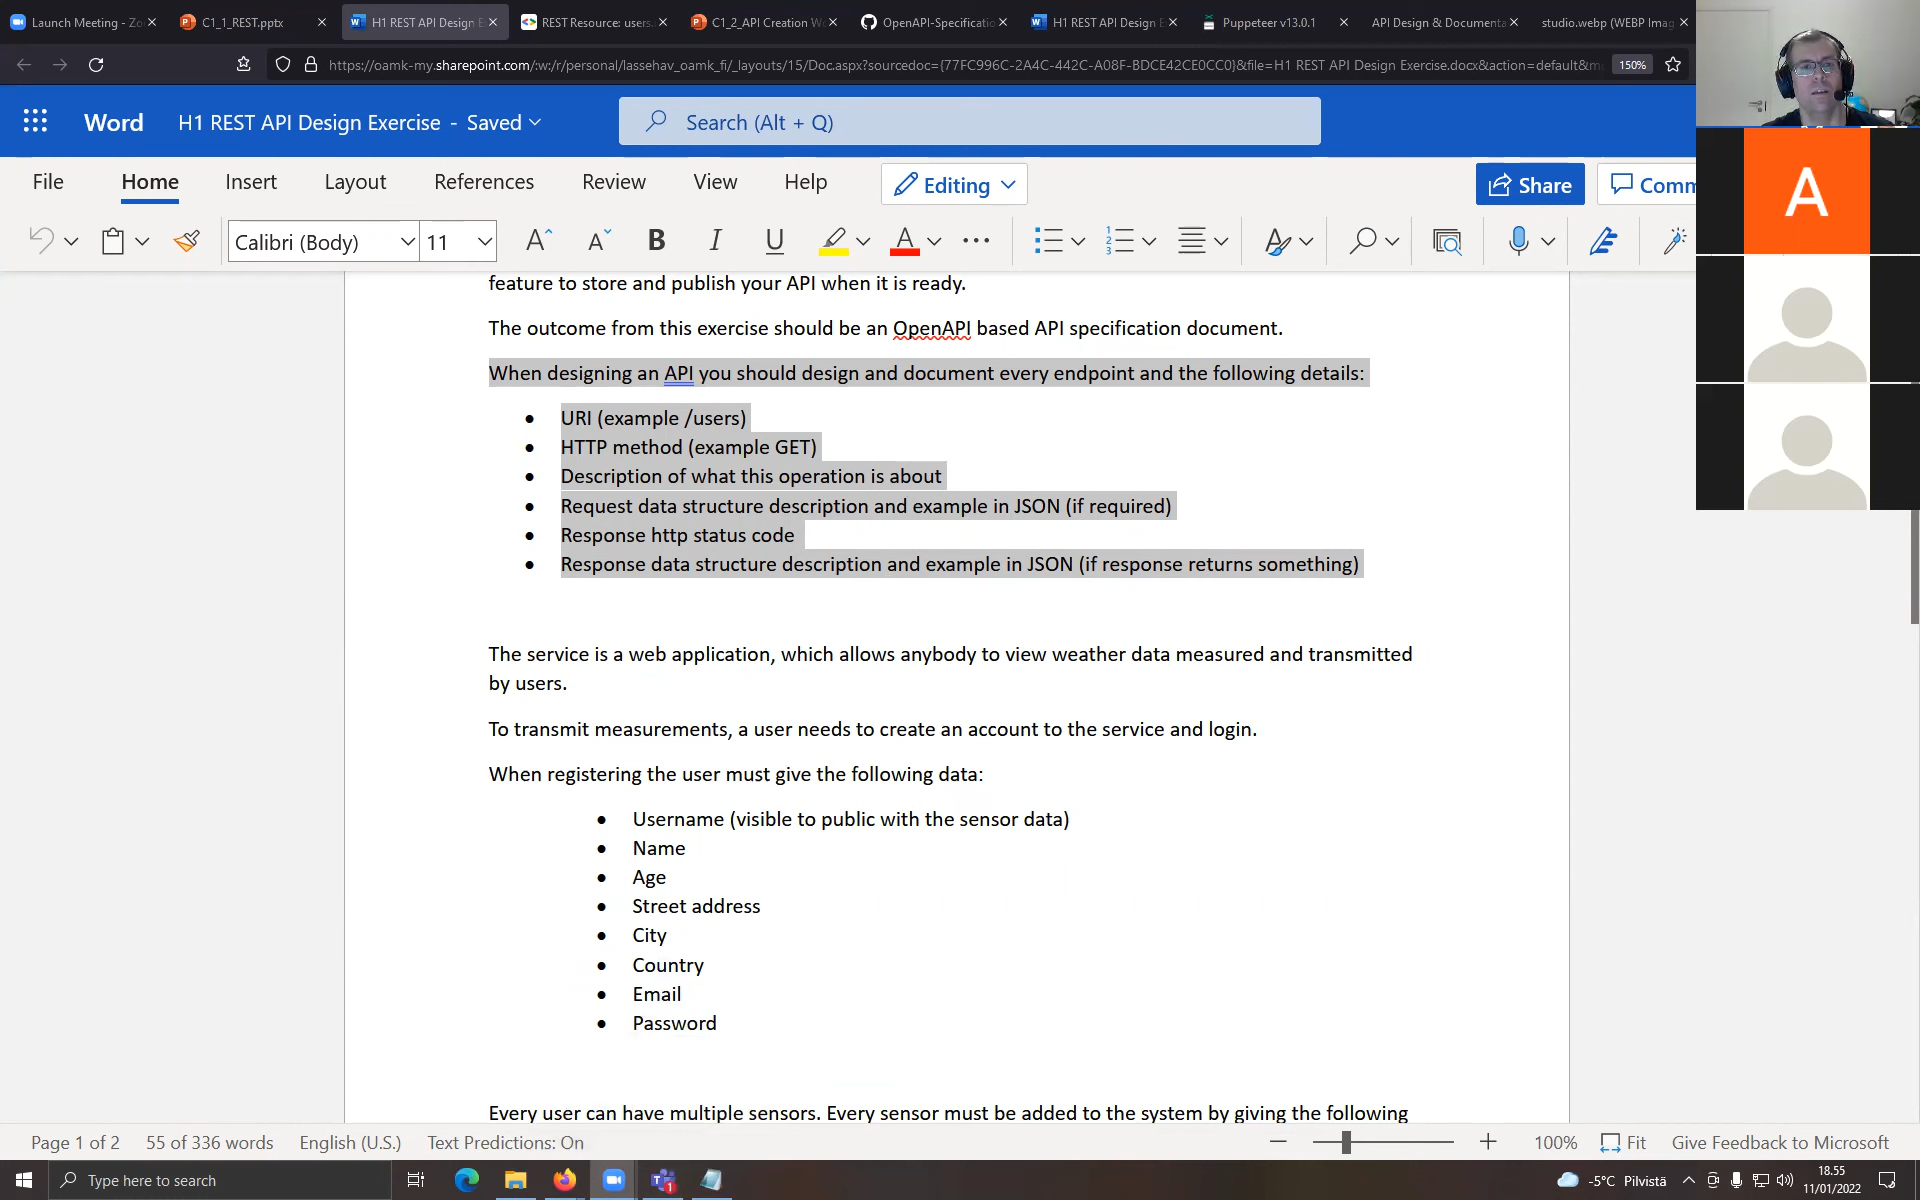 Launch Meeting - Zo
C1_1_REST.pptx
H1 REST API Design E
REST Resource: users.
C1_2_API Creation W
OpenAPI-Specificatio
H1 REST API Design E
Puppeteer v13.0.1
API Design & Documenta
studio.webp (WEBP Imag
https://oamk-my.sharepoint.com/:w:/r/personal/lassehav_oamk_fi/_layouts/15/Doc.aspx?sourcedoc={77FC996C-2A4C-442C-A08F-BDCE42CE0CC0}&file=H1 REST API Design Exercise.docx&action=default&m
150%
Word
H1 REST API Design Exercise - Saved
Search (Alt + Q)
File Home Insert Layout References Review View Help
Editing
Share
Comm
Calibri (Body) 11
A
feature to store and publish your API when it is ready.
The outcome from this exercise should be an OpenAPI based API specification document.
When designing an API you should design and document every endpoint and the following details:
• URI (example /users)
• HTTP method (example GET)
• Description of what this operation is about
• Request data structure description and example in JSON (if required)
• Response http status code
• Response data structure description and example in JSON (if response returns something)
The service is a web application, which allows anybody to view weather data measured and transmitted
by users.
To transmit measurements, a user needs to create an account to the service and login.
When registering the user must give the following data:
• Username (visible to public with the sensor data)
• Name
• Age
• Street address
• City
• Country
• Email
• Password
Every user can have multiple sensors. Every sensor must be added to the system by giving the following
Page 1 of 2 55 of 336 words English (U.S.) Text Predictions: On
100% Fit Give Feedback to Microsoft
Type here to search
-5°C Pilvistä
18.55
11/01/2022